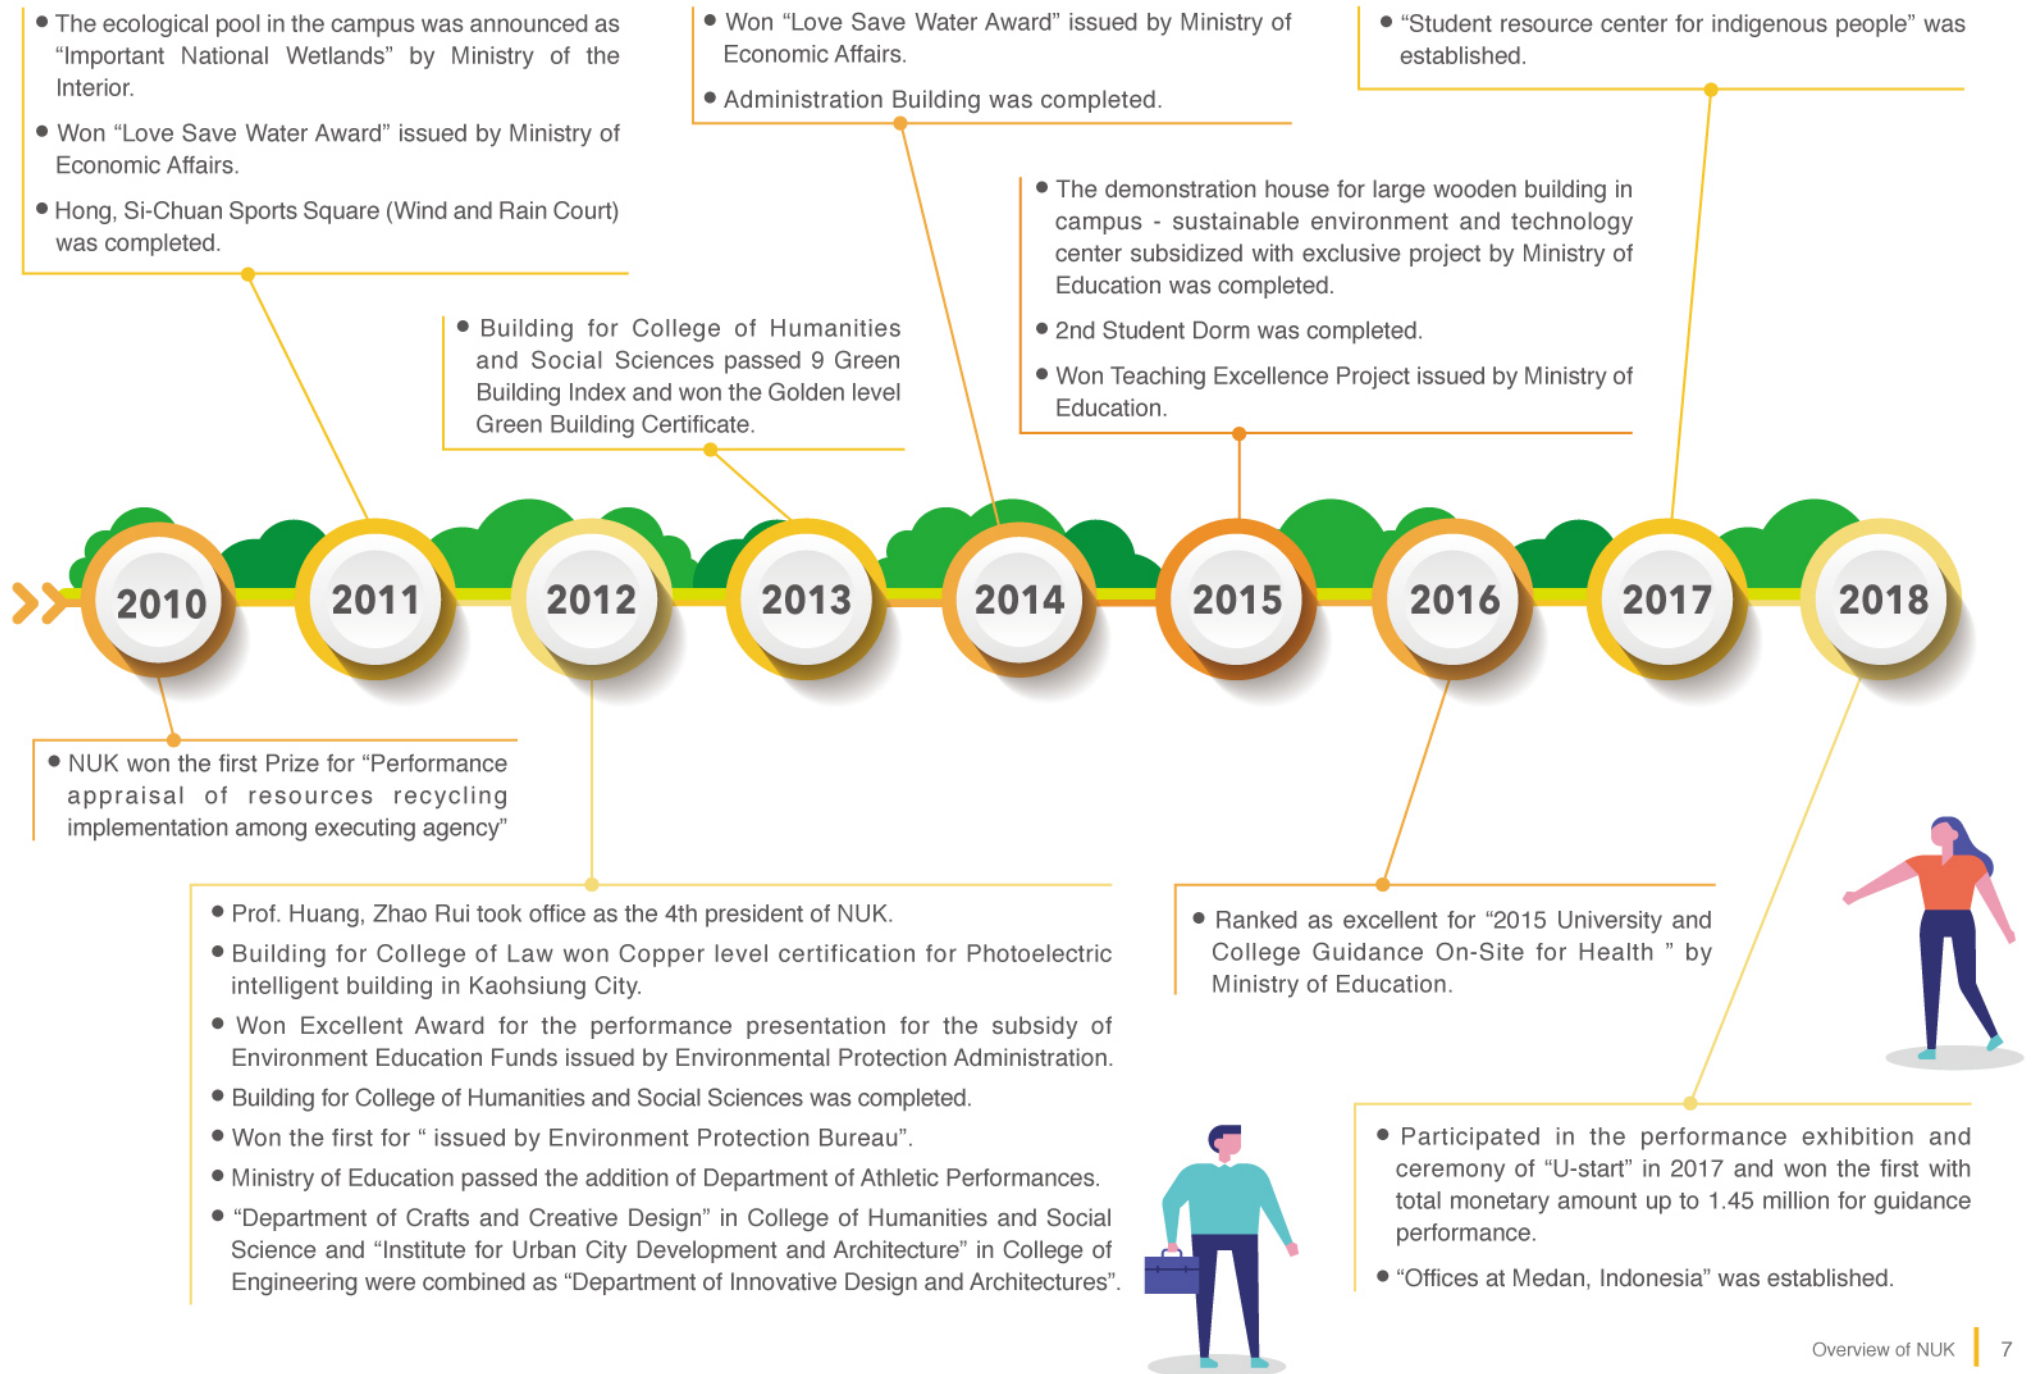 • The ecological pool in the campus was announced as
“Important National Wetlands” by Ministry of the
Interior.
• Won “Love Save Water Award” issued by Ministry of
Economic Affairs.
• Hong, Si-Chuan Sports Square (Wind and Rain Court)
was completed.
• Building for College of Humanities
and Social Sciences passed 9 Green
Building Index and won the Golden level
Green Building Certificate.
• Won “Love Save Water Award” issued by Ministry of
Economic Affairs.
• Administration Building was completed.
• The demonstration house for large wooden building in
campus - sustainable environment and technology
center subsidized with exclusive project by Ministry of
Education was completed.
• 2nd Student Dorm was completed.
• Won Teaching Excellence Project issued by Ministry of
Education.
• “Student resource center for indigenous people” was
established.
2010 2011 2012 2013 2014 2015 2016 2017 2018
• NUK won the first Prize for “Performance
appraisal of resources recycling
implementation among executing agency”
• Prof. Huang, Zhao Rui took office as the 4th president of NUK.
• Building for College of Law won Copper level certification for Photoelectric
intelligent building in Kaohsiung City.
• Won Excellent Award for the performance presentation for the subsidy of
Environment Education Funds issued by Environmental Protection Administration.
• Building for College of Humanities and Social Sciences was completed.
• Won the first for “ issued by Environment Protection Bureau”.
• Ministry of Education passed the addition of Department of Athletic Performances.
• “Department of Crafts and Creative Design” in College of Humanities and Social
Science and “Institute for Urban City Development and Architecture” in College of
Engineering were combined as “Department of Innovative Design and Architectures”.
• Ranked as excellent for “2015 University and
College Guidance On-Site for Health ” by
Ministry of Education.
• Participated in the performance exhibition and
ceremony of “U-start” in 2017 and won the first with
total monetary amount up to 1.45 million for guidance
performance.
• “Offices at Medan, Indonesia” was established.
Overview of NUK 7